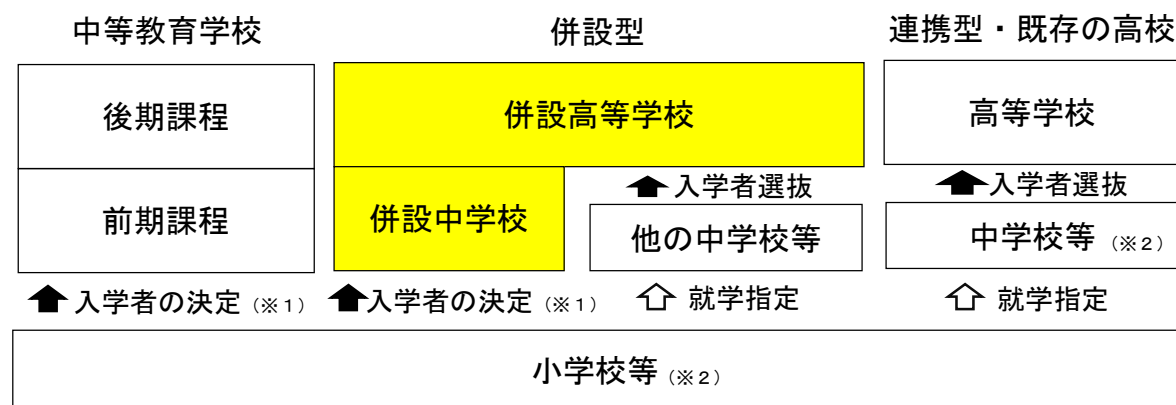 中等教育学校
併設型
連携型・既存の高校
後期課程
併設高等学校
高等学校
入学者選抜
入学者選抜
前期課程
併設中学校
他の中学校等
中学校等(※2)
入学者の決定(※1)
入学者の決定(※1)
就学指定
就学指定
小学校等(※2)